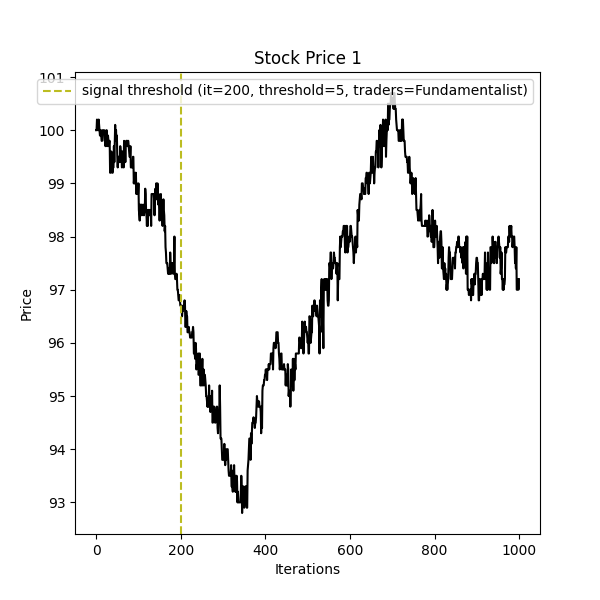 Stock Price 1
signal threshold (it=200, threshold=5, traders=Fundamentalist)
101
100
99
98
97
96
95
94
93
Price
0 200 400 600 800 1000
Iterations